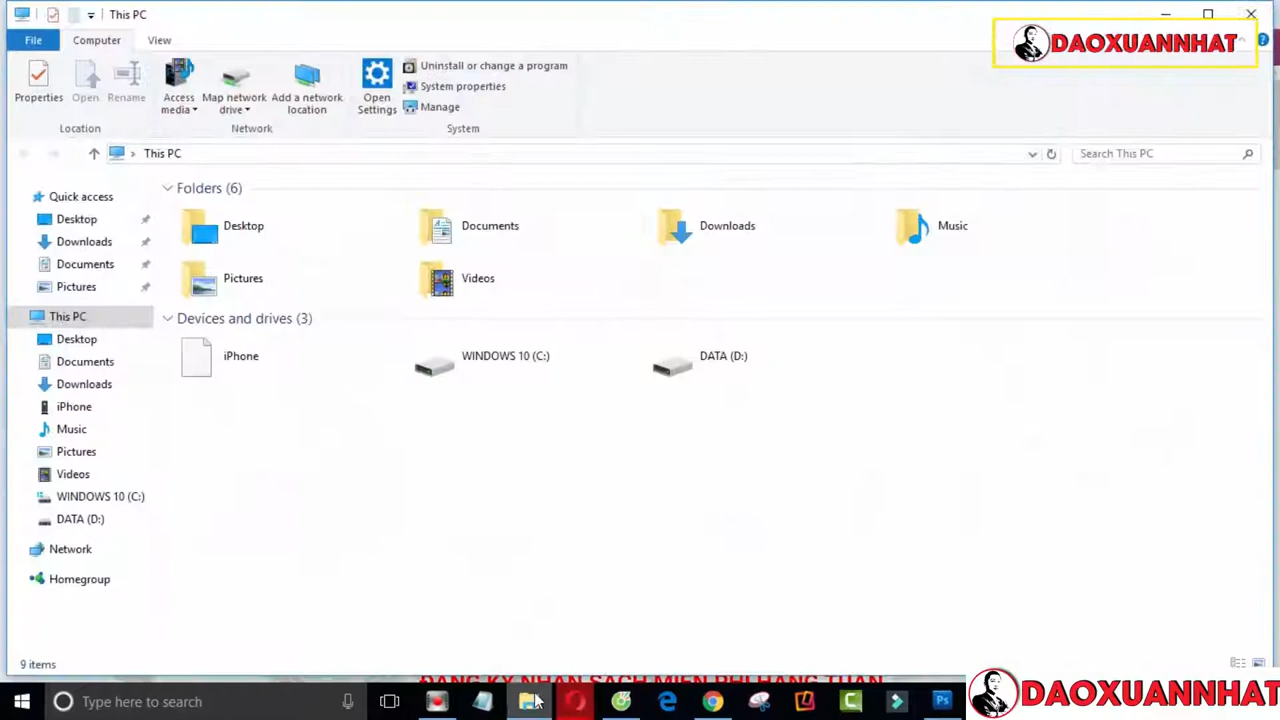 This PC
DAOXUANNHAT
File
Computer
View
Properties
Open
Rename
Access media
Map network drive
Add a network location
Open Settings
Uninstall or change a program
System properties
Manage
Location
Network
System
This PC
Search This PC
Quick access
Desktop
Downloads
Documents
Pictures
This PC
Desktop
Documents
Downloads
iPhone
Music
Pictures
Videos
WINDOWS 10 (C:)
DATA (D:)
Network
Homegroup
Folders (6)
Desktop
Documents
Downloads
Music
Pictures
Videos
Devices and drives (3)
iPhone
WINDOWS 10 (C:)
DATA (D:)
9 items
Type here to search
DAOXUANNHAT